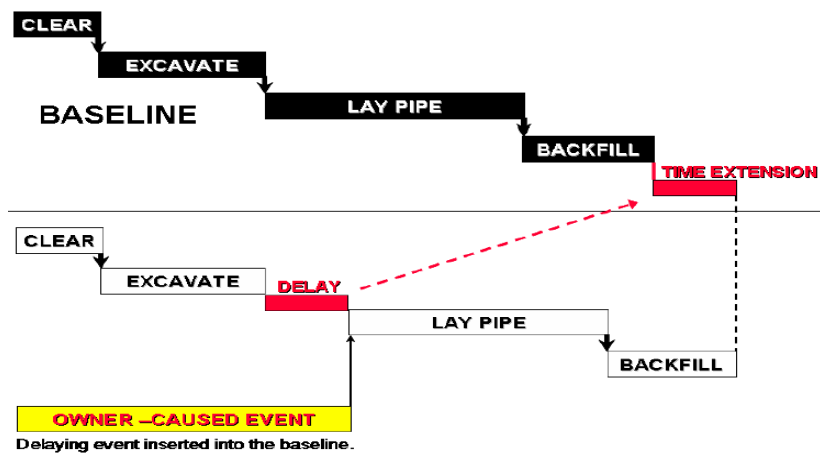 CLEAR
EXCAVATE
LAY PIPE
BASELINE
BACKFILL
TIME EXTENSION
CLEAR
EXCAVATE
DELAY
LAY PIPE
BACKFILL
OWNER –CAUSED EVENT
Delaying event inserted into the baseline.